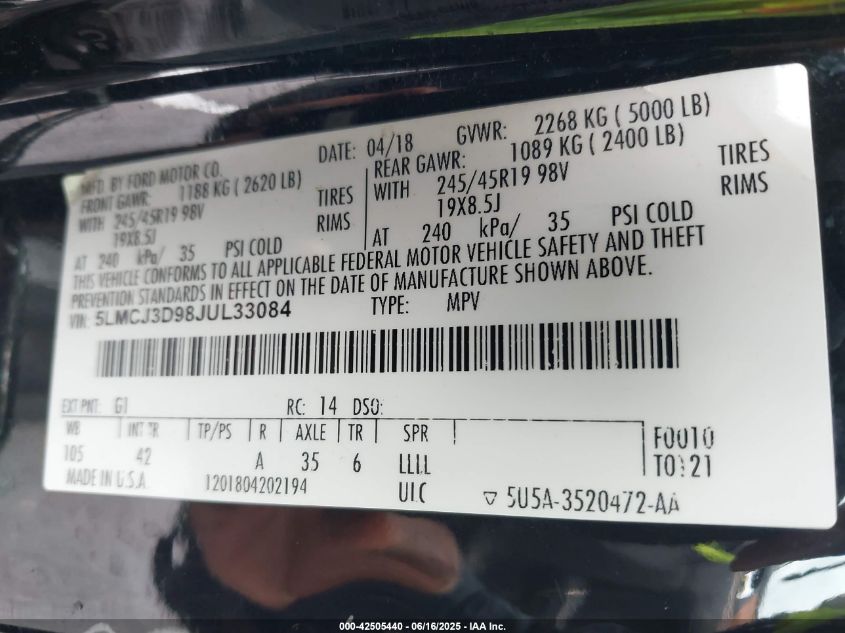 MFD. BY FORD MOTOR CO. DATE: 04/18 GVWR: 2268 KG ( 5000 LB)
FRONT GAWR: 1188 KG ( 2620 LB) REAR GAWR: 1089 KG ( 2400 LB)
WITH 245/45R19 98V TIRES WITH 245/45R19 98V TIRES
19X8.5J RIMS 19X8.5J RIMS
AT 240 kPa/ 35 PSI COLD AT 240 kPa/ 35 PSI COLD
THIS VEHICLE CONFORMS TO ALL APPLICABLE FEDERAL MOTOR VEHICLE SAFETY AND THEFT
PREVENTION STANDARDS IN EFFECT ON THE DATE OF MANUFACTURE SHOWN ABOVE.
VIN: 5LMCJ3D98JUL33084 TYPE: MPV
EXT PNT: G1 RC: 14 DSO:
WB INT TR TP/PS R AXLE TR SPR F0010
105 42 A 35 6 LLLL T0121
MADE IN U.S.A. 1201804202194 UIC ▽ 5U5A-3520472-AA
000-42505440 - 06/16/2025 - IAA Inc.